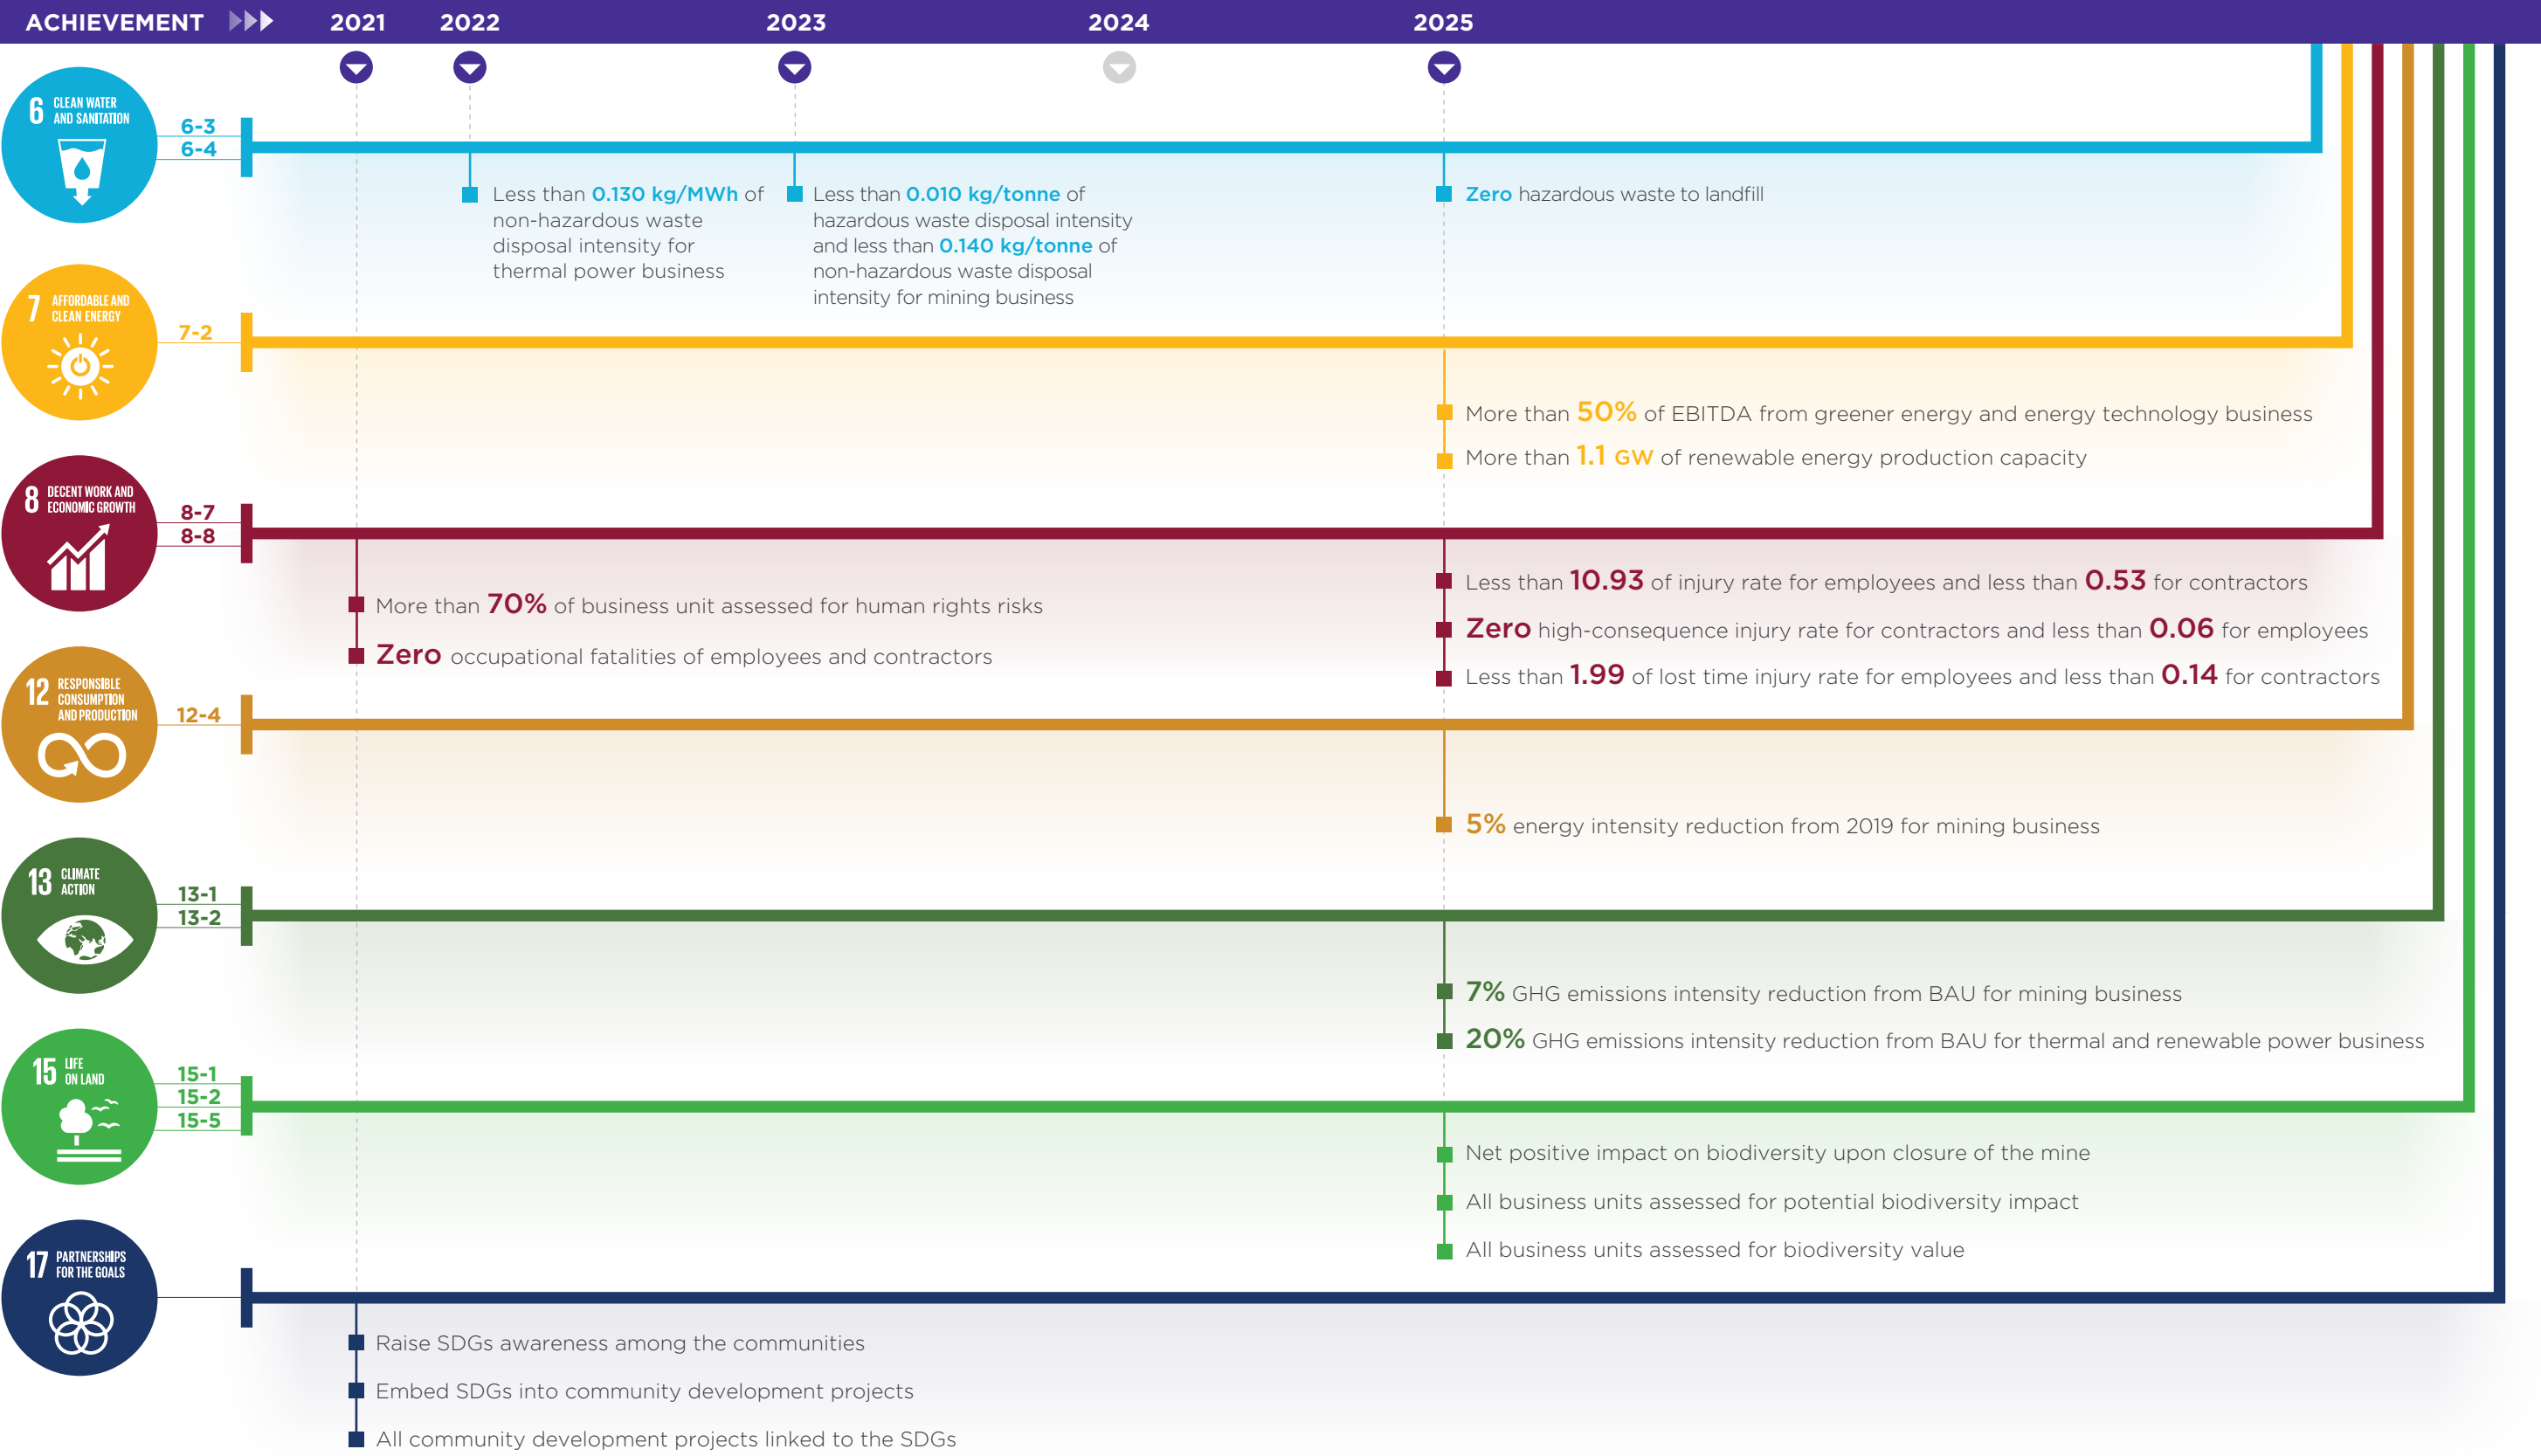 ACHIEVEMENT 2021 2022 2023 2024 2025
6 CLEAN WATER
AND SANITATION
6-3
6-4
Less than 0.130 kg/MWh of
non-hazardous waste
disposal intensity for
thermal power business
Less than 0.010 kg/tonne of
hazardous waste disposal intensity
and less than 0.140 kg/tonne of
non-hazardous waste disposal
intensity for mining business
Zero hazardous waste to landfill
7 AFFORDABLE AND
CLEAN ENERGY
7-2
More than 50% of EBITDA from greener energy and energy technology business
More than 1.1 GW of renewable energy production capacity
8 DECENT WORK AND
ECONOMIC GROWTH
8-7
8-8
More than 70% of business unit assessed for human rights risks
Zero occupational fatalities of employees and contractors
Less than 10.93 of injury rate for employees and less than 0.53 for contractors
Zero high-consequence injury rate for contractors and less than 0.06 for employees
Less than 1.99 of lost time injury rate for employees and less than 0.14 for contractors
12 RESPONSIBLE
CONSUMPTION
AND PRODUCTION
12-4
5% energy intensity reduction from 2019 for mining business
13 CLIMATE
ACTION
13-1
13-2
7% GHG emissions intensity reduction from BAU for mining business
20% GHG emissions intensity reduction from BAU for thermal and renewable power business
15 LIFE
ON LAND
15-1
15-2
15-5
Net positive impact on biodiversity upon closure of the mine
All business units assessed for potential biodiversity impact
All business units assessed for biodiversity value
17 PARTNERSHIPS
FOR THE GOALS
Raise SDGs awareness among the communities
Embed SDGs into community development projects
All community development projects linked to the SDGs